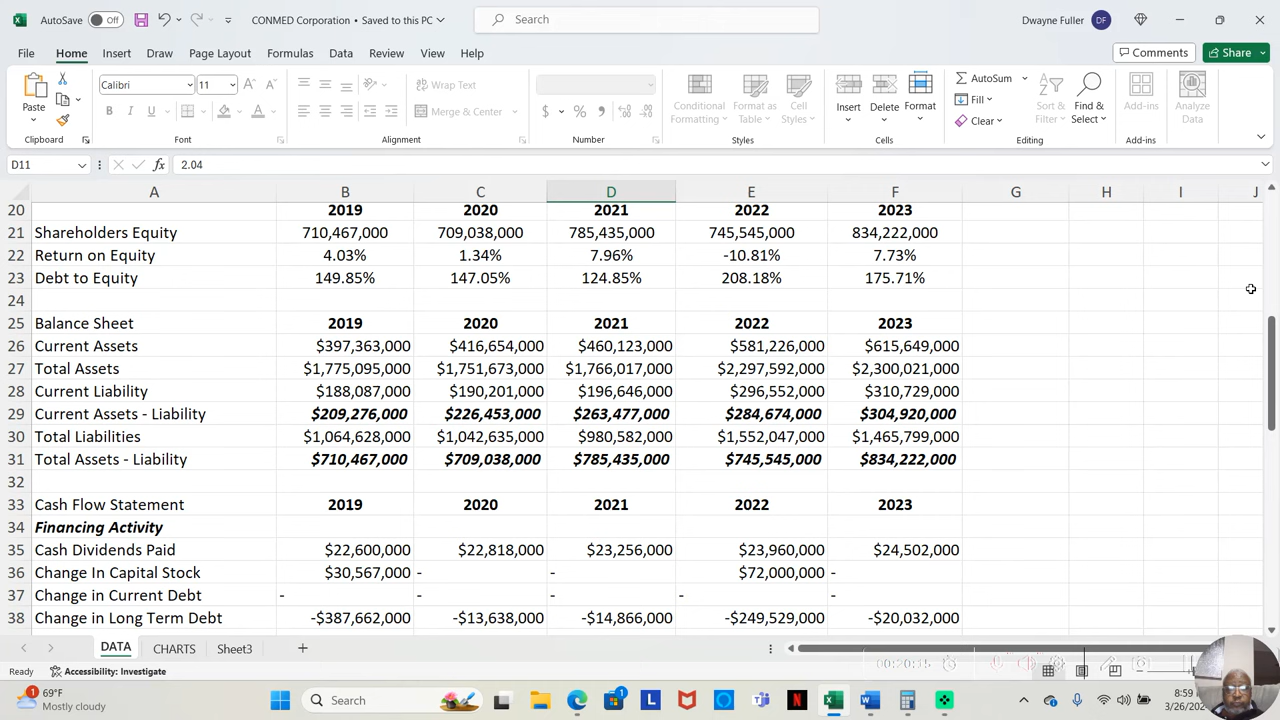 AutoSave Off CONMED Corporation • Saved to this PC Search Dwayne Fuller DF
File Home Insert Draw Page Layout Formulas Data Review View Help Comments Share
Paste Calibri 11 Wrap Text Conditional Formatting Format as Table Cell Styles Insert Delete Format AutoSum Sort & Filter Find & Select Add-ins Analyze Data
B I U Merge & Center $ % Fill
Clear
Clipboard Font Alignment Number Styles Cells Editing Add-ins
D11 fx 2.04
A B C D E F G H I J
20 2019 2020 2021 2022 2023
21 Shareholders Equity 710,467,000 709,038,000 785,435,000 745,545,000 834,222,000
22 Return on Equity 4.03% 1.34% 7.96% -10.81% 7.73%
23 Debt to Equity 149.85% 147.05% 124.85% 208.18% 175.71%
24
25 Balance Sheet 2019 2020 2021 2022 2023
26 Current Assets $397,363,000 $416,654,000 $460,123,000 $581,226,000 $615,649,000
27 Total Assets $1,775,095,000 $1,751,673,000 $1,766,017,000 $2,297,592,000 $2,300,021,000
28 Current Liability $188,087,000 $190,201,000 $196,646,000 $296,552,000 $310,729,000
29 Current Assets - Liability $209,276,000 $226,453,000 $263,477,000 $284,674,000 $304,920,000
30 Total Liabilities $1,064,628,000 $1,042,635,000 $980,582,000 $1,552,047,000 $1,465,799,000
31 Total Assets - Liability $710,467,000 $709,038,000 $785,435,000 $745,545,000 $834,222,000
32
33 Cash Flow Statement 2019 2020 2021 2022 2023
34 Financing Activity
35 Cash Dividends Paid $22,600,000 $22,818,000 $23,256,000 $23,960,000 $24,502,000
36 Change In Capital Stock $30,567,000 - - $72,000,000 -
37 Change in Current Debt - - - - -
38 Change in Long Term Debt -$387,662,000 -$13,638,000 -$14,866,000 -$249,529,000 -$20,032,000
DATA CHARTS Sheet3 +
Ready Accessibility: Investigate 00:20:15
69°F Search 8:59
Mostly cloudy 3/26/